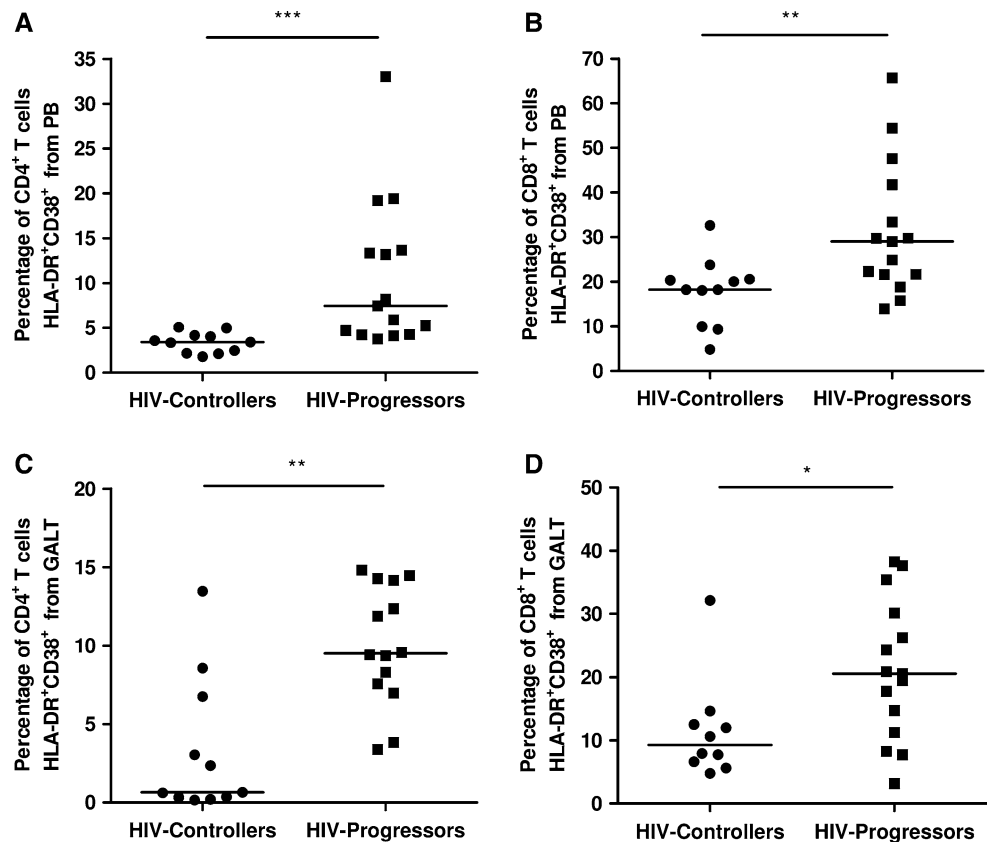 A
***
Percentage of CD4+ T cells
HLA-DR+CD38+ from PB
35
30
25
20
15
10
5
0
HIV-Controllers
HIV-Progressors
B
**
Percentage of CD8+ T cells
HLA-DR+CD38+ from PB
70
60
50
40
30
20
10
0
HIV-Controllers
HIV-Progressors
C
**
Percentage of CD4+ T cells
HLA-DR+CD38+ from GALT
20
15
10
5
0
HIV-Controllers
HIV-Progressors
D
*
Percentage of CD8+ T cells
HLA-DR+CD38+ from GALT
50
40
30
20
10
0
HIV-Controllers
HIV-Progressors